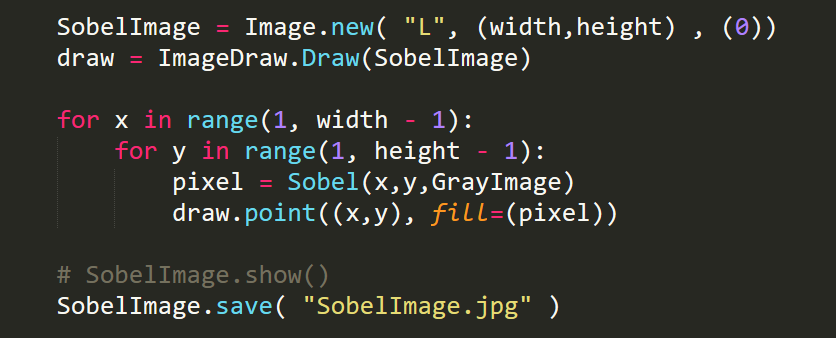 SobelImage = Image.new( "L", (width,height) , (0))
draw = ImageDraw.Draw(SobelImage)
for x in range(1, width - 1):
for y in range(1, height - 1):
pixel = Sobel(x,y,GrayImage)
draw.point((x,y), fill=(pixel))
# SobelImage.show()
SobelImage.save( "SobelImage.jpg" )